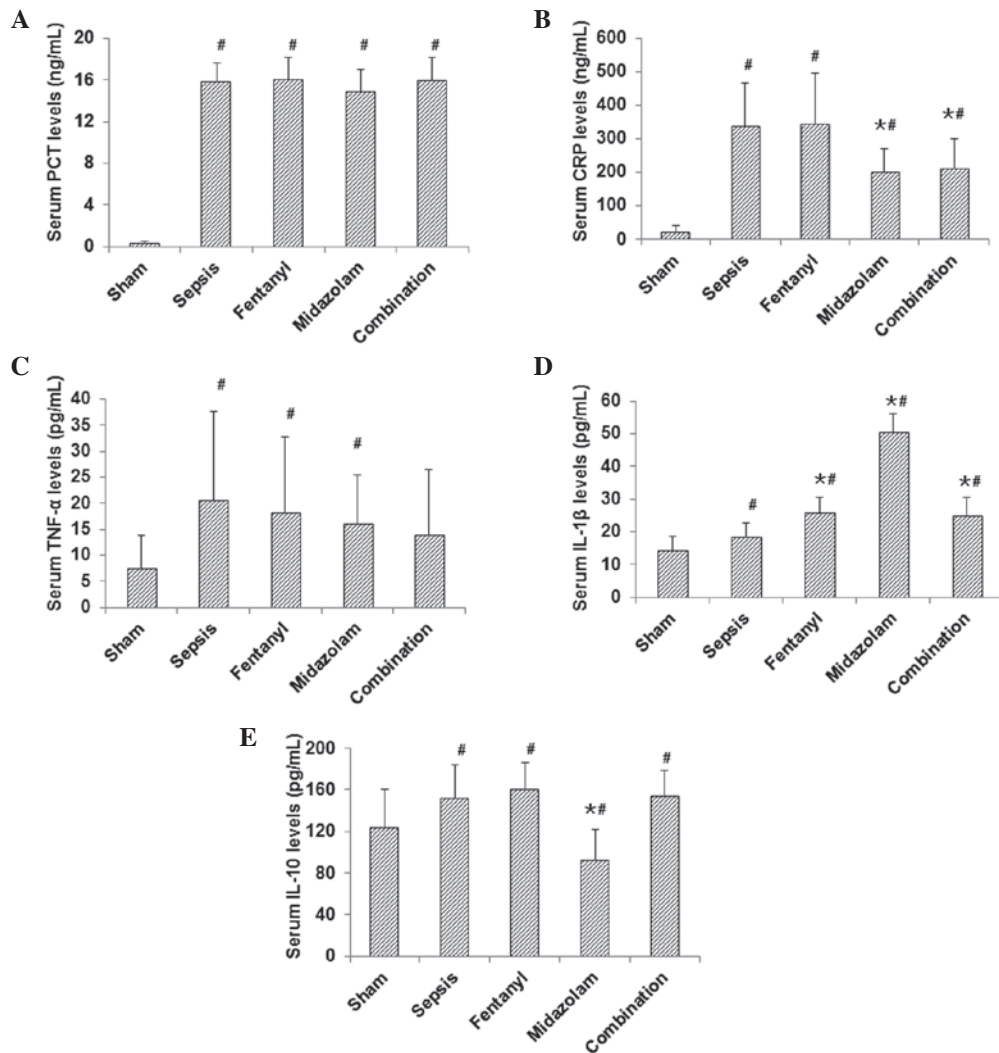 A
Serum PCT levels (ng/mL)
20
16
12
8
4
0
#
#
#
#
Sham
Sepsis
Fentanyl
Midazolam
Combination
B
Serum CRP levels (ng/mL)
600
500
400
300
200
100
0
#
#
*#
*#
Sham
Sepsis
Fentanyl
Midazolam
Combination
C
Serum TNF-α levels (pg/mL)
40
35
30
25
20
15
10
5
0
#
#
#
Sham
Sepsis
Fentanyl
Midazolam
Combination
D
Serum IL-1β levels (pg/mL)
60
50
40
30
20
10
0
#
*#
*#
*#
Sham
Sepsis
Fentanyl
Midazolam
Combination
E
Serum IL-10 levels (pg/mL)
200
160
120
80
40
0
#
#
*#
#
Sham
Sepsis
Fentanyl
Midazolam
Combination